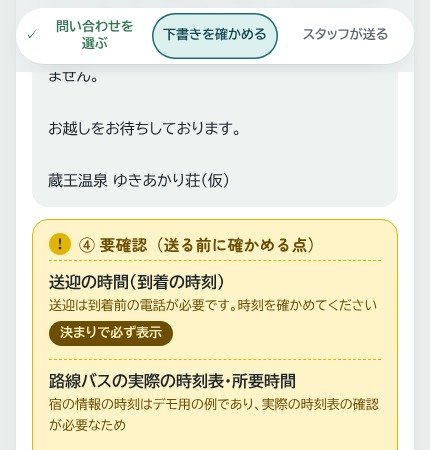 ✓ 問い合わせを
選ぶ
下書きを確かめる
スタッフが送る
ません。
お越しをお待ちしております。
蔵王温泉 ゆきあかり荘（仮）
! ④ 要確認（送る前に確かめる点）
送迎の時間（到着の時刻）
送迎は到着前の電話が必要です。時刻を確かめてください
決まりで必ず表示
路線バスの実際の時刻表・所要時間
宿の情報の時刻はデモ用の例であり、実際の時刻表の確認
が必要なため